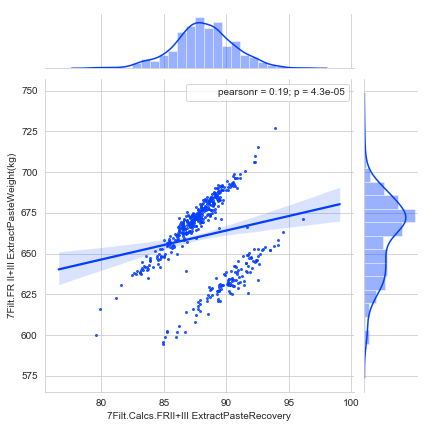 pearsonr = 0.19; p = 4.3e-05
750
725
700
675
650
625
600
575
7Filt.FR II+III ExtractPasteWeight(kg)
80 85 90 95 100
7Filt.Calcs.FRII+III ExtractPasteRecovery